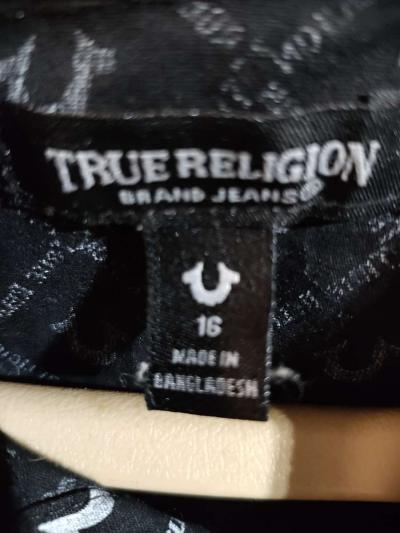 TRUE RELIGION
BRAND JEANS®
16
MADE IN
BANGLADESH